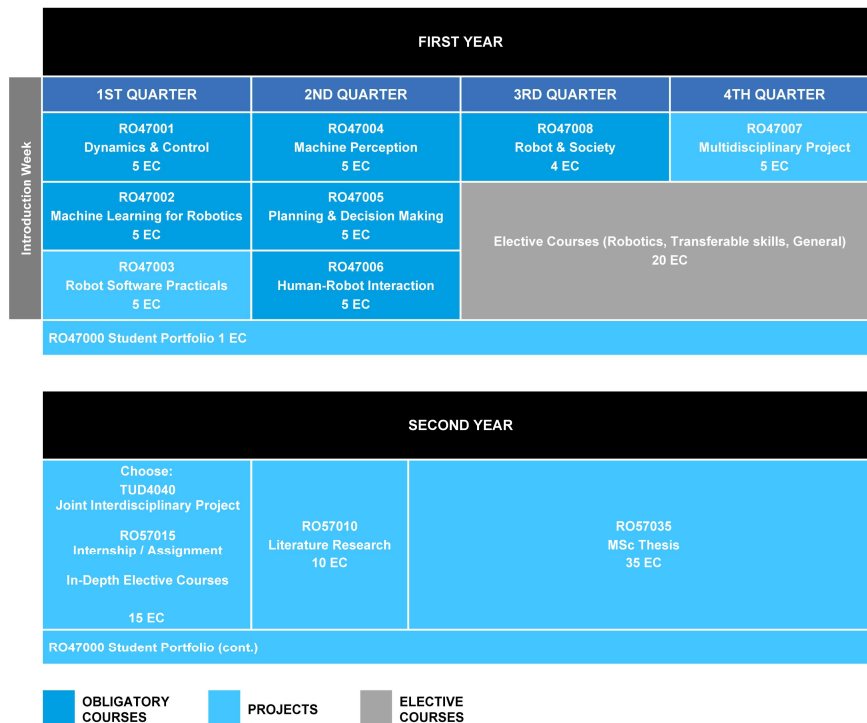 FIRST YEAR
Introduction Week
1ST QUARTER
2ND QUARTER
3RD QUARTER
4TH QUARTER
RO47001
Dynamics & Control
5 EC
RO47004
Machine Perception
5 EC
RO47008
Robot & Society
4 EC
RO47007
Multidisciplinary Project
5 EC
RO47002
Machine Learning for Robotics
5 EC
RO47005
Planning & Decision Making
5 EC
Elective Courses (Robotics, Transferable skills, General)
20 EC
RO47003
Robot Software Practicals
5 EC
RO47006
Human-Robot Interaction
5 EC
RO47000 Student Portfolio 1 EC
SECOND YEAR
Choose:
TUD4040
Joint Interdisciplinary Project
RO57015
Internship / Assignment
In-Depth Elective Courses
15 EC
RO57010
Literature Research
10 EC
RO57035
MSc Thesis
35 EC
RO47000 Student Portfolio (cont.)
OBLIGATORY
COURSES
PROJECTS
ELECTIVE
COURSES